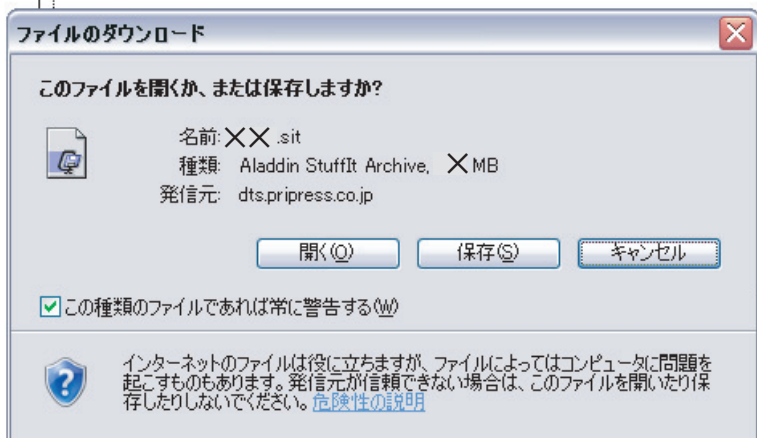 ファイルのダウンロード
このファイルを開くか、または保存しますか?
名前: ✕✕ .sit
種類: Aladdin StuffIt Archive, ✕ MB
発信元: dts.pripress.co.jp
開く(O) 保存(S) キャンセル
この種類のファイルであれば常に警告する(W)
インターネットのファイルは役に立ちますが、ファイルによってはコンピュータに問題を
起こすものもあります。発信元が信頼できない場合は、このファイルを開いたり保
存したりしないでください。危険性の説明